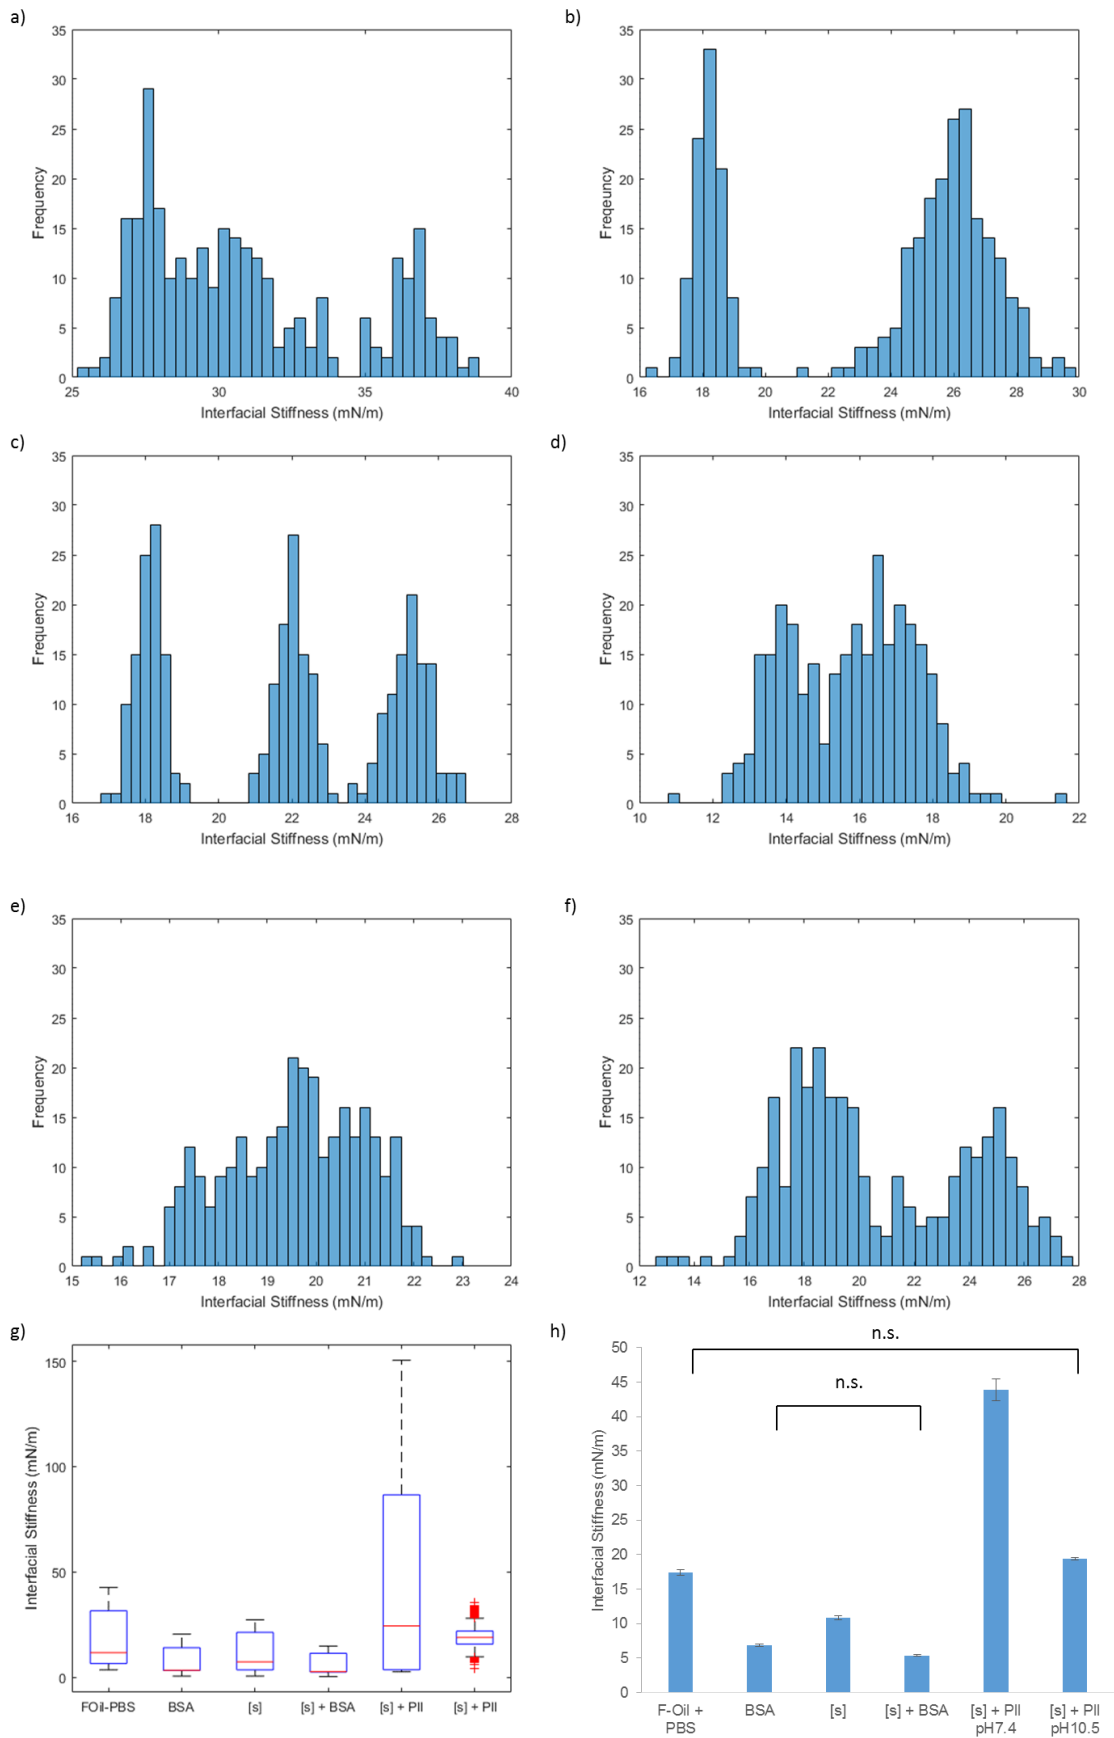 a)
35
30
25
20
15
10
5
0
Frequency
25 30 35 40
Interfacial Stiffness (mN/m)
b)
35
30
25
20
15
10
5
0
Freqeuncy
16 18 20 22 24 26 28 30
Interfacial Stiffness (mN/m)
c)
35
30
25
20
15
10
5
0
Frequency
16 18 20 22 24 26 28
Interfacial Stiffness (mN/m)
d)
35
30
25
20
15
10
5
0
Frequency
10 12 14 16 18 20 22
Interfacial Stiffness (mN/m)
e)
35
30
25
20
15
10
5
0
Frequency
15 16 17 18 19 20 21 22 23 24
Interfacial Stiffness (mN/m)
f)
35
30
25
20
15
10
5
0
Frequency
12 14 16 18 20 22 24 26 28
Interfacial Stiffness (mN/m)
g)
150
100
50
0
Interfacial Stiffness (mN/m)
FOil-PBS BSA [s] [s] + BSA [s] + Pll [s] + Pll
h)
n.s.
n.s.
50
45
40
35
30
25
20
15
10
5
0
Interfacial Stiffness (mN/m)
F-Oil + BSA [s] [s] + BSA [s] + Pll [s] + Pll
PBS pH7.4 pH10.5